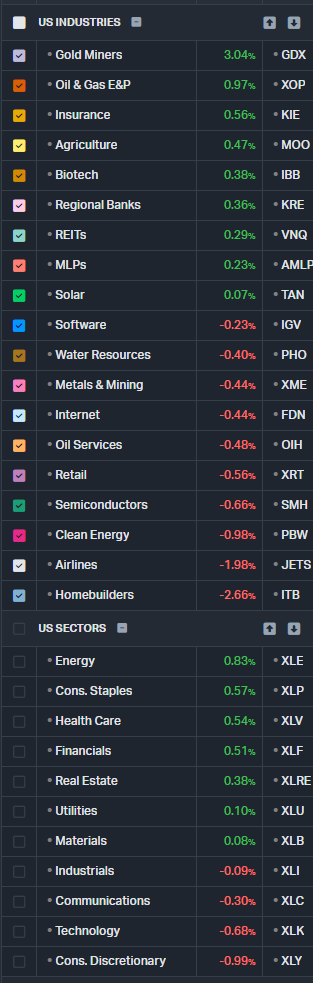 US INDUSTRIES
• Gold Miners 3.04% • GDX
• Oil & Gas E&P 0.97% • XOP
• Insurance 0.56% • KIE
• Agriculture 0.47% • MOO
• Biotech 0.38% • IBB
• Regional Banks 0.36% • KRE
• REITs 0.29% • VNQ
• MLPs 0.23% • AMLP
• Solar 0.07% • TAN
• Software -0.23% • IGV
• Water Resources -0.40% • PHO
• Metals & Mining -0.44% • XME
• Internet -0.44% • FDN
• Oil Services -0.48% • OIH
• Retail -0.56% • XRT
• Semiconductors -0.66% • SMH
• Clean Energy -0.98% • PBW
• Airlines -1.98% • JETS
• Homebuilders -2.66% • ITB
US SECTORS
• Energy 0.83% • XLE
• Cons. Staples 0.57% • XLP
• Health Care 0.54% • XLV
• Financials 0.51% • XLF
• Real Estate 0.38% • XLRE
• Utilities 0.10% • XLU
• Materials 0.08% • XLB
• Industrials -0.09% • XLI
• Communications -0.30% • XLC
• Technology -0.68% • XLK
• Cons. Discretionary -0.99% • XLY